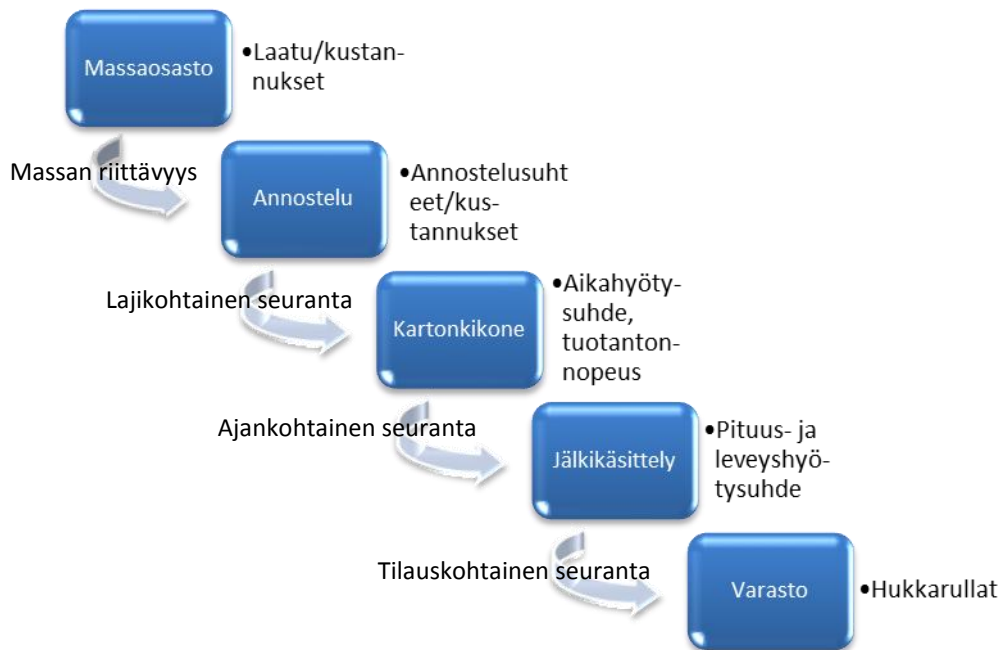 Massaosasto
•Laatu/kustan-
nukset
Massan riittävyys
Annostelu
•Annostelusuht
eet/kus-
tannukset
Lajikohtainen seuranta
Kartonkikone
•Aikahyöty-
suhde,
tuotanton-
nopeus
Ajankohtainen seuranta
Jälkikäsittely
•Pituus- ja
leveyshyö-
tysuhde
Tilauskohtainen seuranta
Varasto
•Hukkarullat